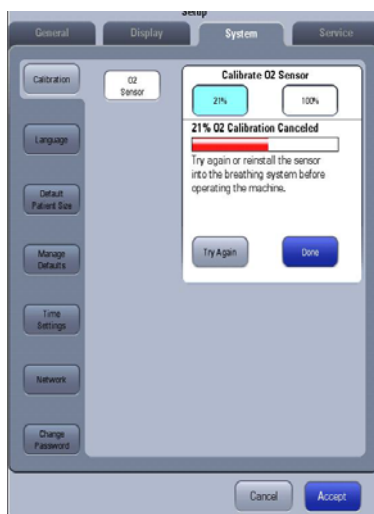 Setup
General
Display
System
Service
Calibration
O2
Sensor
Calibrate O2 Sensor
21%
100%
21% O2 Calibration Canceled
Try again or reinstall the sensor
into the breathing system before
operating the machine.
Try Again
Done
Language
Default
Patient Size
Manage
Defaults
Time
Settings
Network
Change
Password
Cancel
Accept